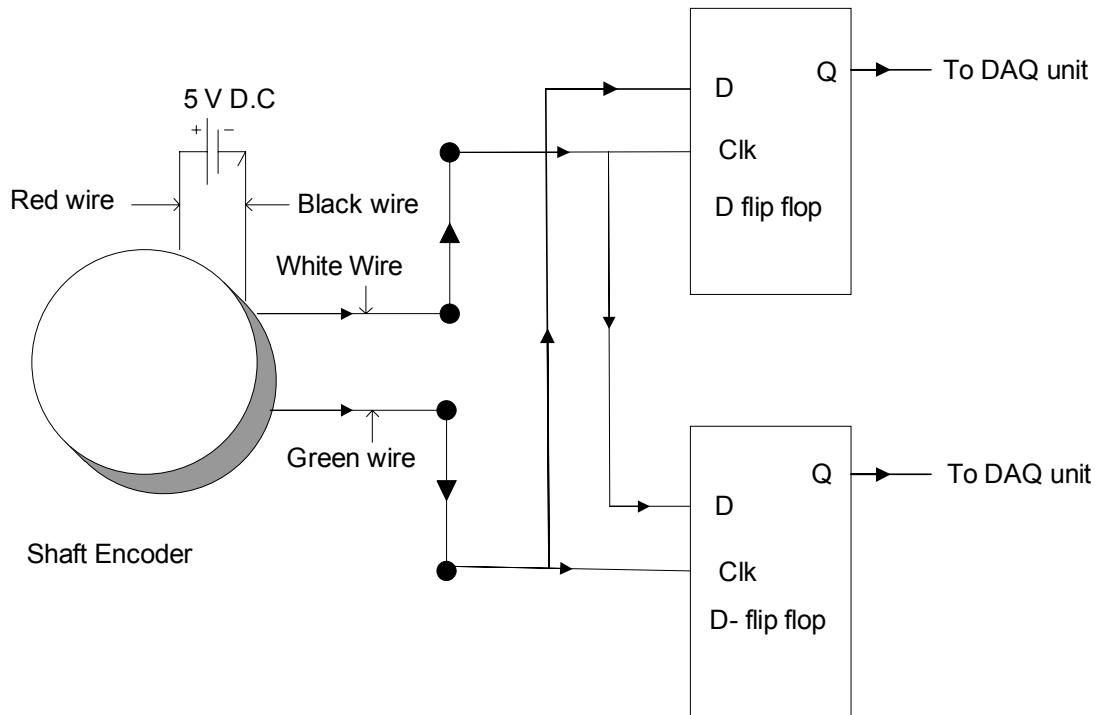 5 V D.C
+ −
Red wire
Black wire
White Wire
Green wire
Shaft Encoder
D
Q
Clk
D flip flop
To DAQ unit
D
Q
Clk
D- flip flop
To DAQ unit